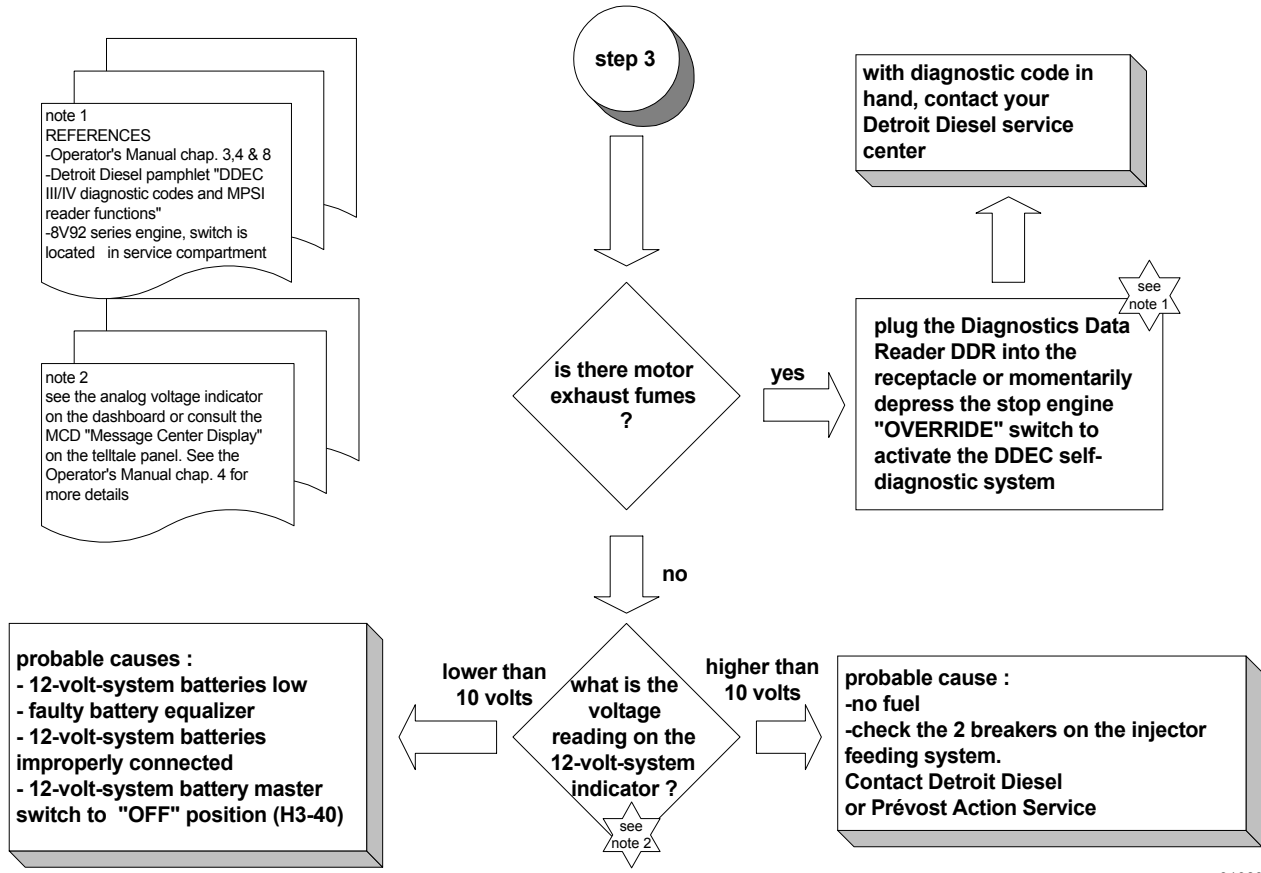 step 3
note 1
REFERENCES
-Operator's Manual chap. 3,4 & 8
-Detroit Diesel pamphlet "DDEC
III/IV diagnostic codes and MPSI
reader functions"
-8V92 series engine, switch is
located in service compartment
with diagnostic code in
hand, contact your
Detroit Diesel service
center
note 2
see the analog voltage indicator
on the dashboard or consult the
MCD "Message Center Display"
on the telltale panel. See the
Operator's Manual chap. 4 for
more details
is there motor
exhaust fumes
?
yes
see
note 1
plug the Diagnostics Data
Reader DDR into the
receptacle or momentarily
depress the stop engine
"OVERRIDE" switch to
activate the DDEC self-
diagnostic system
no
probable causes :
- 12-volt-system batteries low
- faulty battery equalizer
- 12-volt-system batteries
improperly connected
- 12-volt-system battery master
switch to "OFF" position (H3-40)
lower than
10 volts
what is the
voltage
reading on the
12-volt-system
indicator ?
see
note 2
higher than
10 volts
probable cause :
-no fuel
-check the 2 breakers on the injector
feeding system.
Contact Detroit Diesel
or Prévost Action Service